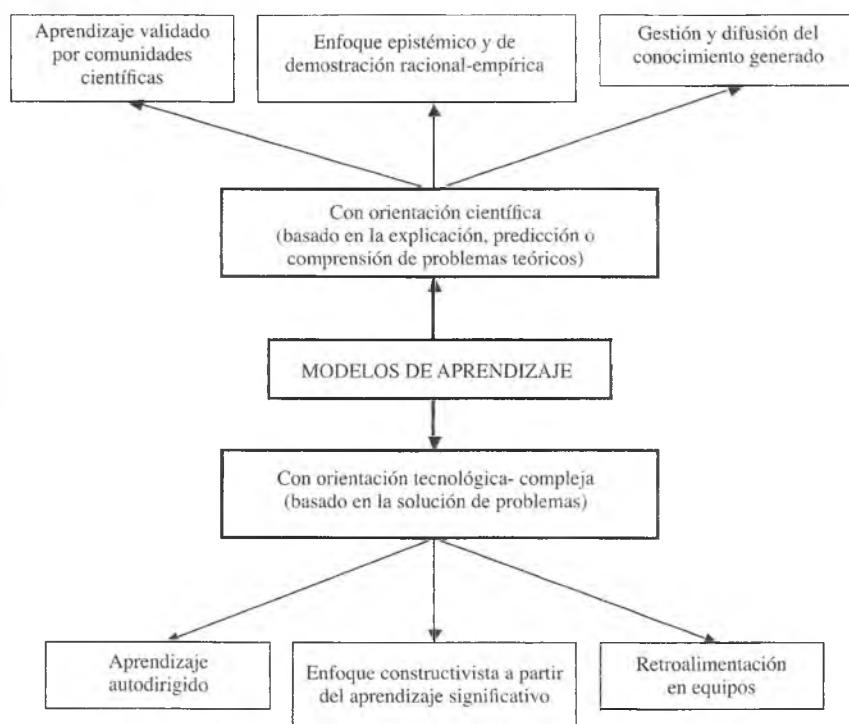 Aprendizaje validado
por comunidades
científicas
Enfoque epistémico y de
demostración racional-empírica
Gestión y difusión del
conocimiento generado
Con orientación científica
(basado en la explicación, predicción o
comprensión de problemas teóricos)
MODELOS DE APRENDIZAJE
Con orientación tecnológica- compleja
(basado en la solución de problemas)
Aprendizaje
autodirigido
Enfoque constructivista a partir
del aprendizaje significativo
Retroalimentación
en equipos